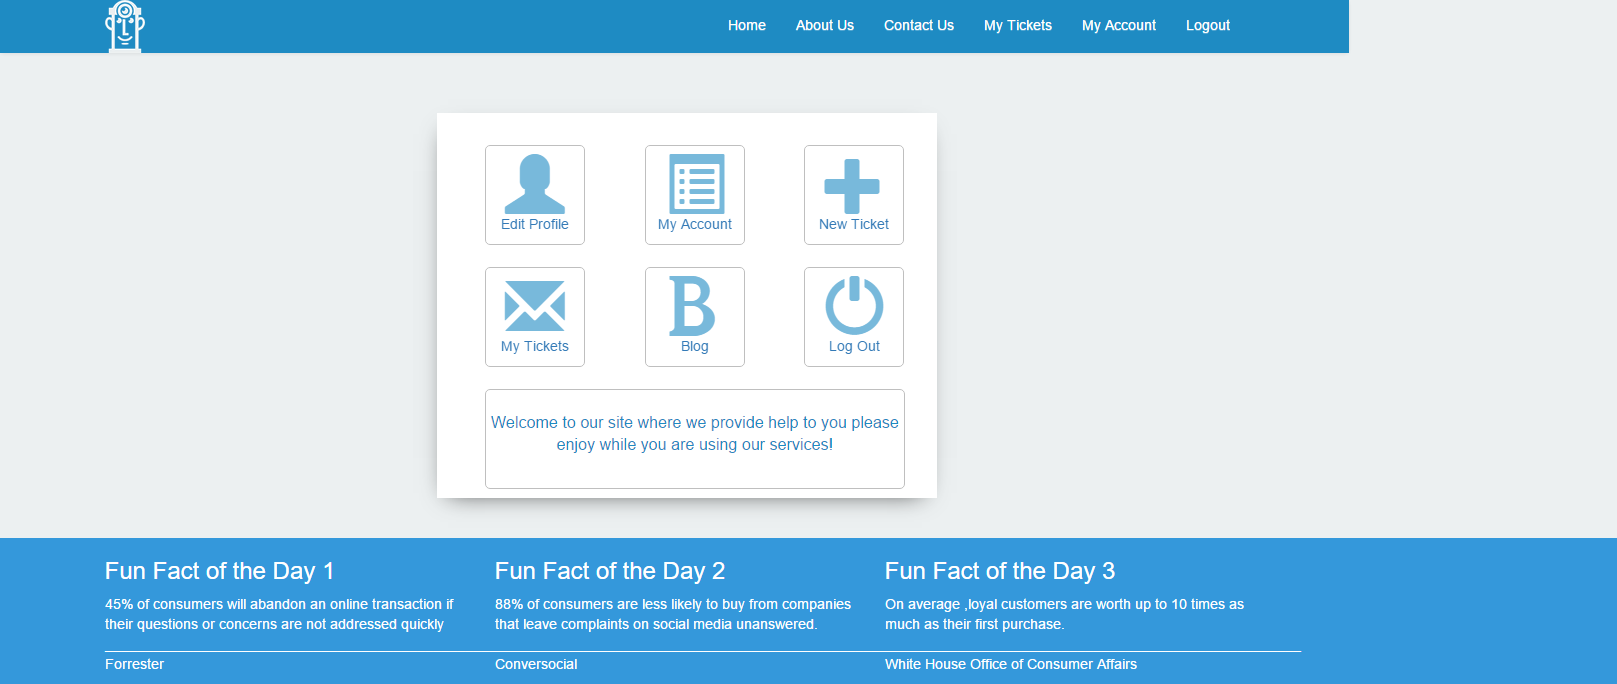 Home About Us Contact Us My Tickets My Account Logout
Edit Profile My Account New Ticket
My Tickets Blog Log Out
Welcome to our site where we provide help to you please
enjoy while you are using our services!
Fun Fact of the Day 1
45% of consumers will abandon an online transaction if
their questions or concerns are not addressed quickly
Forrester
Fun Fact of the Day 2
88% of consumers are less likely to buy from companies
that leave complaints on social media unanswered.
Conversocial
Fun Fact of the Day 3
On average ,loyal customers are worth up to 10 times as
much as their first purchase.
White House Office of Consumer Affairs